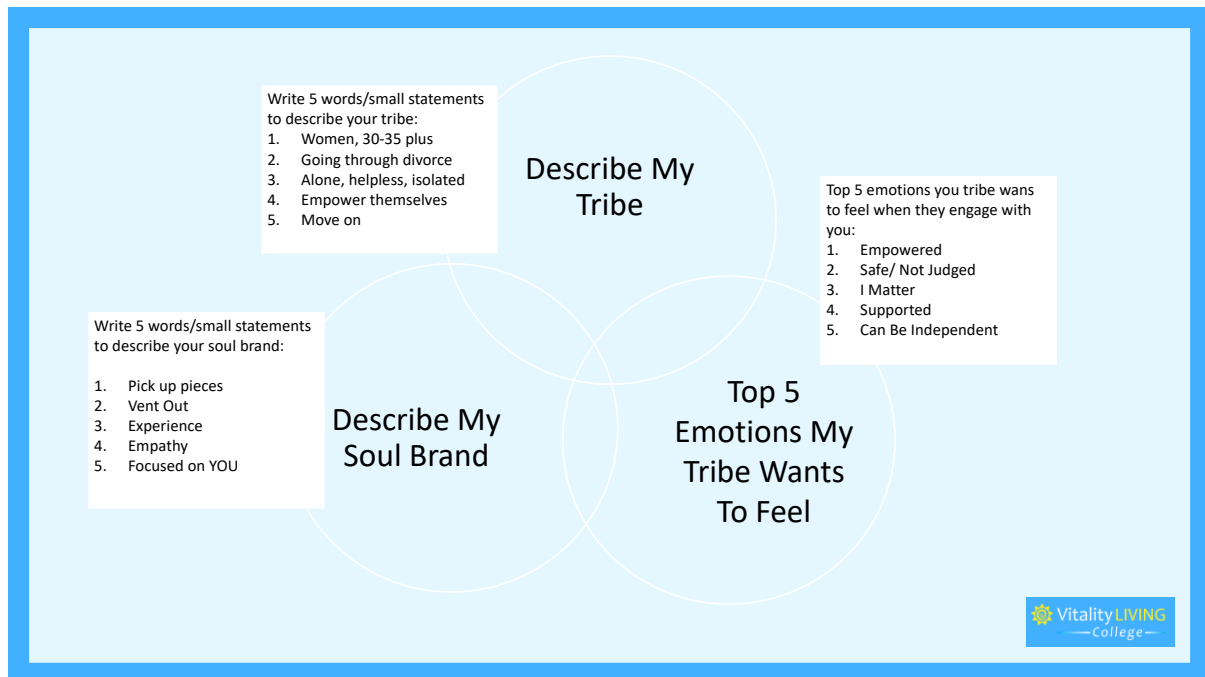 Write 5 words/small statements
to describe your tribe:
1. Women, 30-35 plus
2. Going through divorce
3. Alone, helpless, isolated
4. Empower themselves
5. Move on
Describe My
Tribe
Top 5 emotions you tribe wans
to feel when they engage with
you:
1. Empowered
2. Safe/ Not Judged
3. I Matter
4. Supported
5. Can Be Independent
Write 5 words/small statements
to describe your soul brand:
1. Pick up pieces
2. Vent Out
3. Experience
4. Empathy
5. Focused on YOU
Describe My
Soul Brand
Top 5
Emotions My
Tribe Wants
To Feel
Vitality LIVING
College